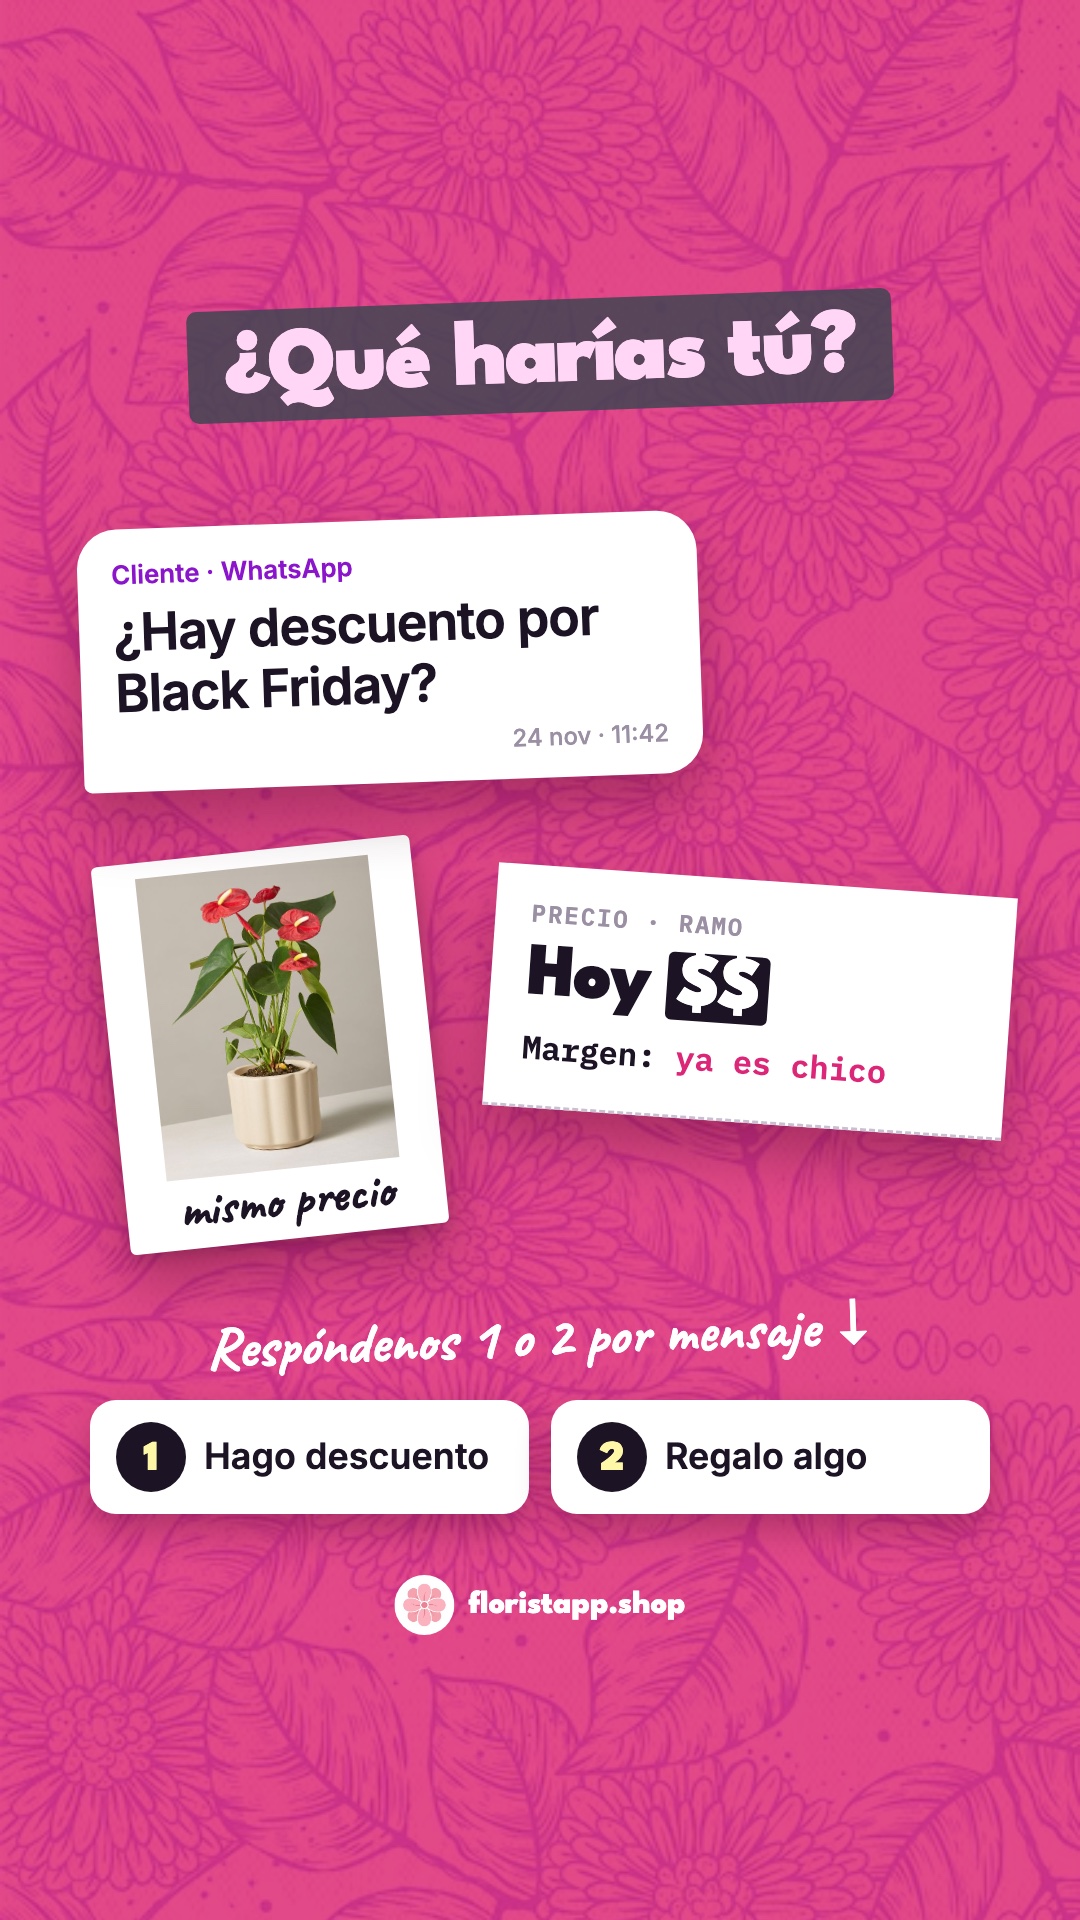 ¿Qué harías tú?
Cliente · WhatsApp
¿Hay descuento por
Black Friday?
24 nov · 11:42
PRECIO · RAMO
Hoy $$
Margen: ya es chico
mismo precio
Respóndenos 1 o 2 por mensaje ↓
1 Hago descuento
2 Regalo algo
floristapp.shop